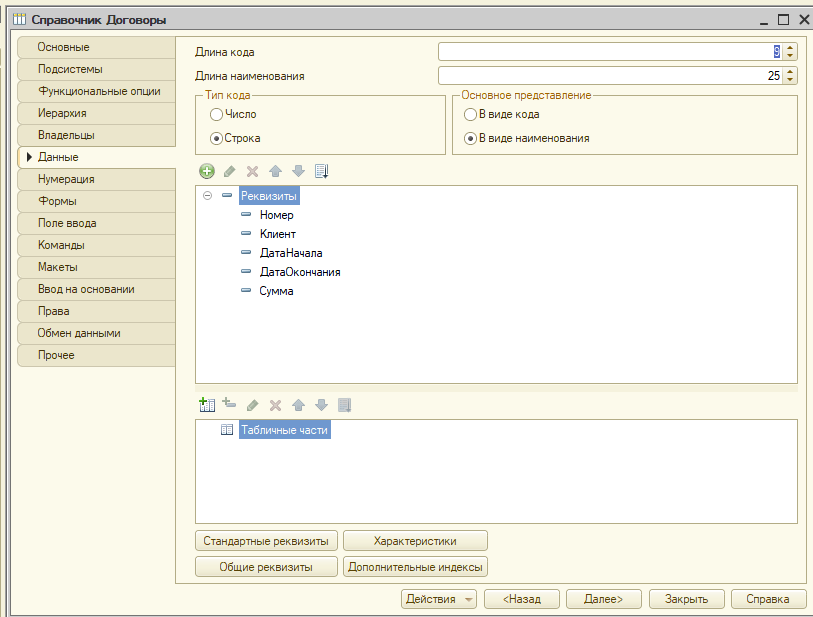 Справочник Договоры
Основные
Подсистемы
Функциональные опции
Иерархия
Владельцы
Данные
Нумерация
Формы
Поле ввода
Команды
Макеты
Ввод на основании
Права
Обмен данными
Прочее
Длина кода 9
Длина наименования 25
Тип кода
Число
Строка
Основное представление
В виде кода
В виде наименования
Реквизиты
Номер
Клиент
ДатаНачала
ДатаОкончания
Сумма
Табличные части
Стандартные реквизиты Характеристики
Общие реквизиты Дополнительные индексы
Действия <Назад Далее> Закрыть Справка